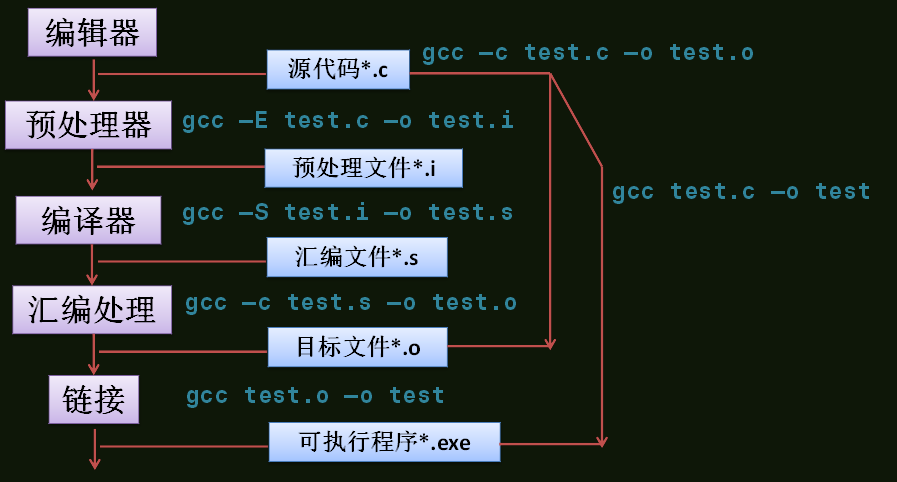 编辑器
源代码*.c
gcc –c test.c –o test.o
预处理器
gcc –E test.c –o test.i
预处理文件*.i
gcc test.c –o test
编译器
gcc –S test.i –o test.s
汇编文件*.s
汇编处理
gcc –c test.s –o test.o
目标文件*.o
链接
gcc test.o –o test
可执行程序*.exe